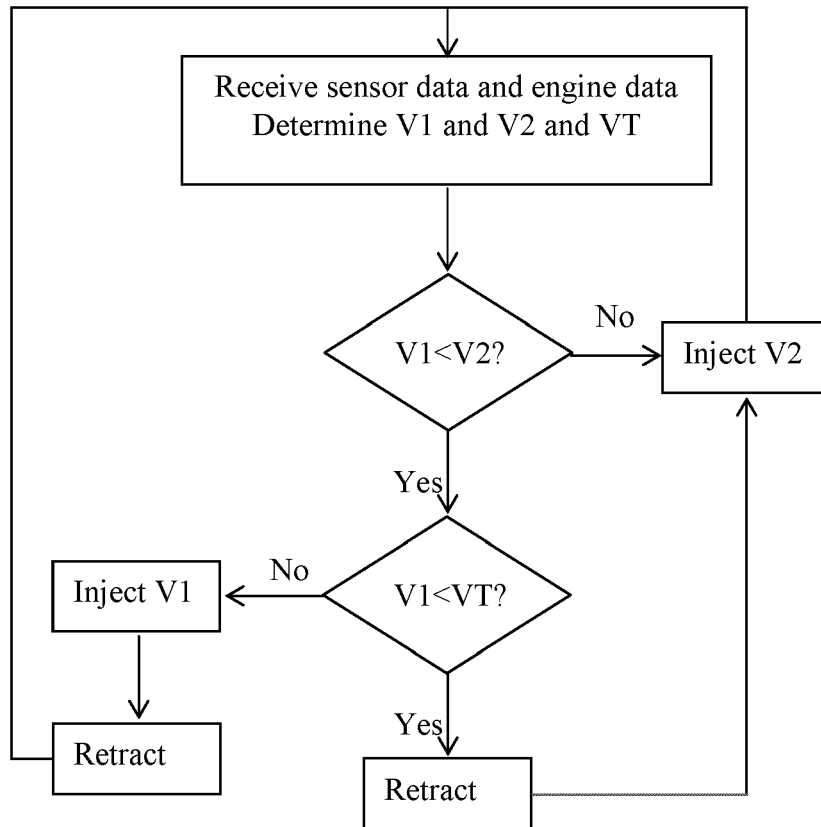 Receive sensor data and engine data
Determine V1 and V2 and VT
V1<V2?
No
Inject V2
Yes
Inject V1
No
V1<VT?
Yes
Retract
Retract